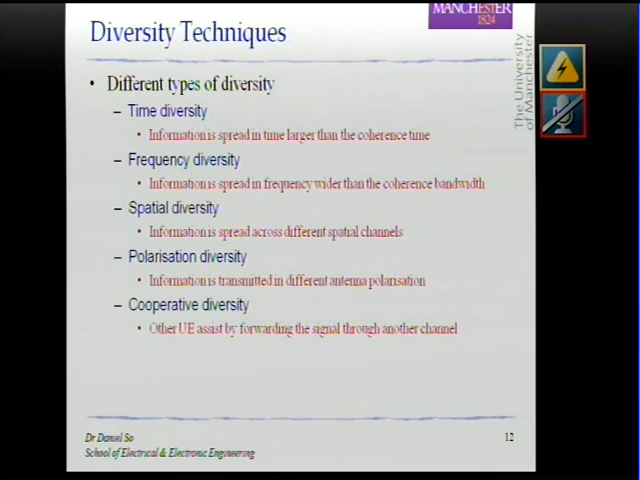 MANCHESTER
1824
The University
of Manchester
Diversity Techniques
• Different types of diversity
– Time diversity
• Information is spread in time larger than the coherence time
– Frequency diversity
• Information is spread in frequency wider than the coherence bandwidth
– Spatial diversity
• Information is spread across different spatial channels
– Polarisation diversity
• Information is transmitted in different antenna polarisation
– Cooperative diversity
• Other UE assist by forwarding the signal through another channel
Dr Daniel So
School of Electrical & Electronic Engineering
12